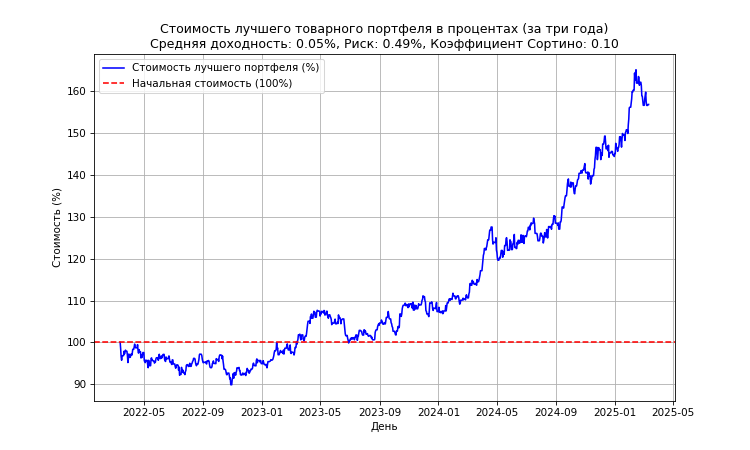 Стоимость лучшего товарного портфеля в процентах (за три года)
Средняя доходность: 0.05%, Риск: 0.49%, Коэффициент Сортино: 0.10
Стоимость лучшего портфеля (%)
Начальная стоимость (100%)
Стоимость (%)
160
150
140
130
120
110
100
90
2022-05 2022-09 2023-01 2023-05 2023-09 2024-01 2024-05 2024-09 2025-01 2025-05
День